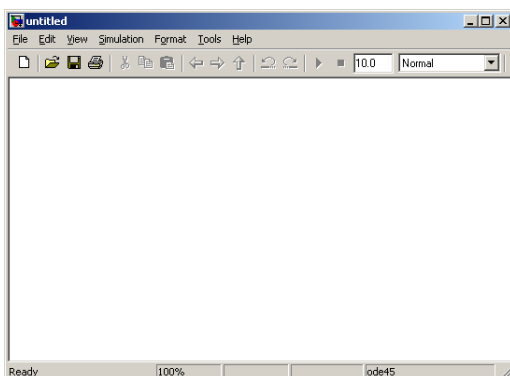 untitled
File Edit View Simulation Format Tools Help
10.0 Normal
Ready 100% ode45